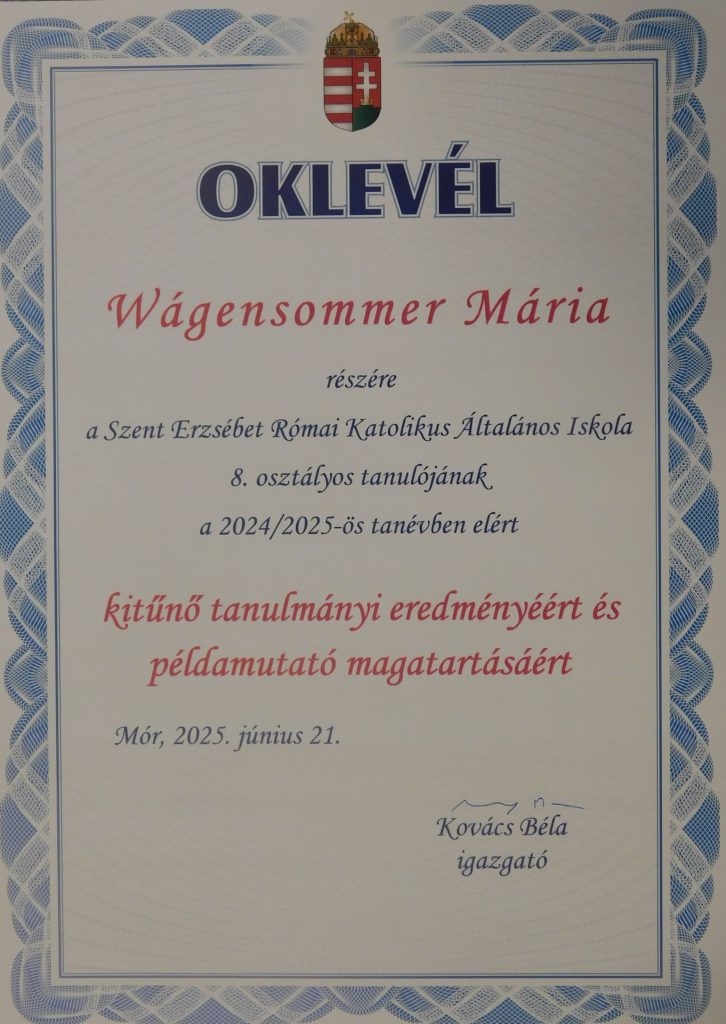 OKLEVÉL
Wágensommer Mária
részére
a Szent Erzsébet Római Katolikus Általános Iskola
8. osztályos tanulójának
a 2024/2025-ös tanévben elért
kitűnő tanulmányi eredményéért és
példamutató magatartásáért
Mór, 2025. június 21.
Kovács Béla
igazgató